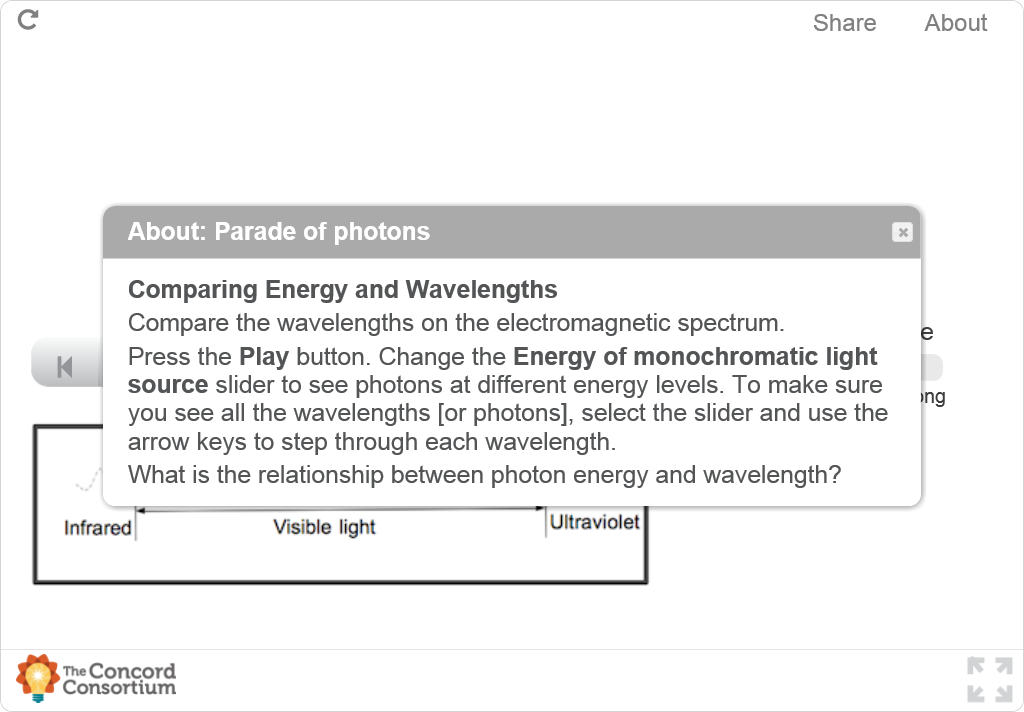 Share About
About: Parade of photons
Comparing Energy and Wavelengths
Compare the wavelengths on the electromagnetic spectrum.
Press the Play button. Change the Energy of monochromatic light
source slider to see photons at different energy levels. To make sure
you see all the wavelengths [or photons], select the slider and use the
arrow keys to step through each wavelength.
What is the relationship between photon energy and wavelength?
Infrared Visible light Ultraviolet
The Concord
Consortium